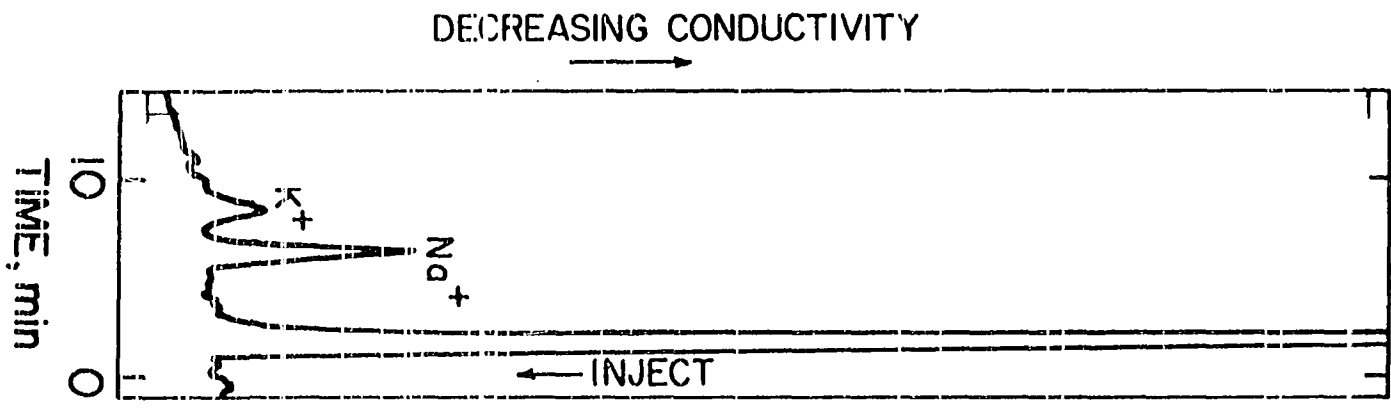 DECREASING CONDUCTIVITY
K+
Na+
INJECT
10
0
TIME, min